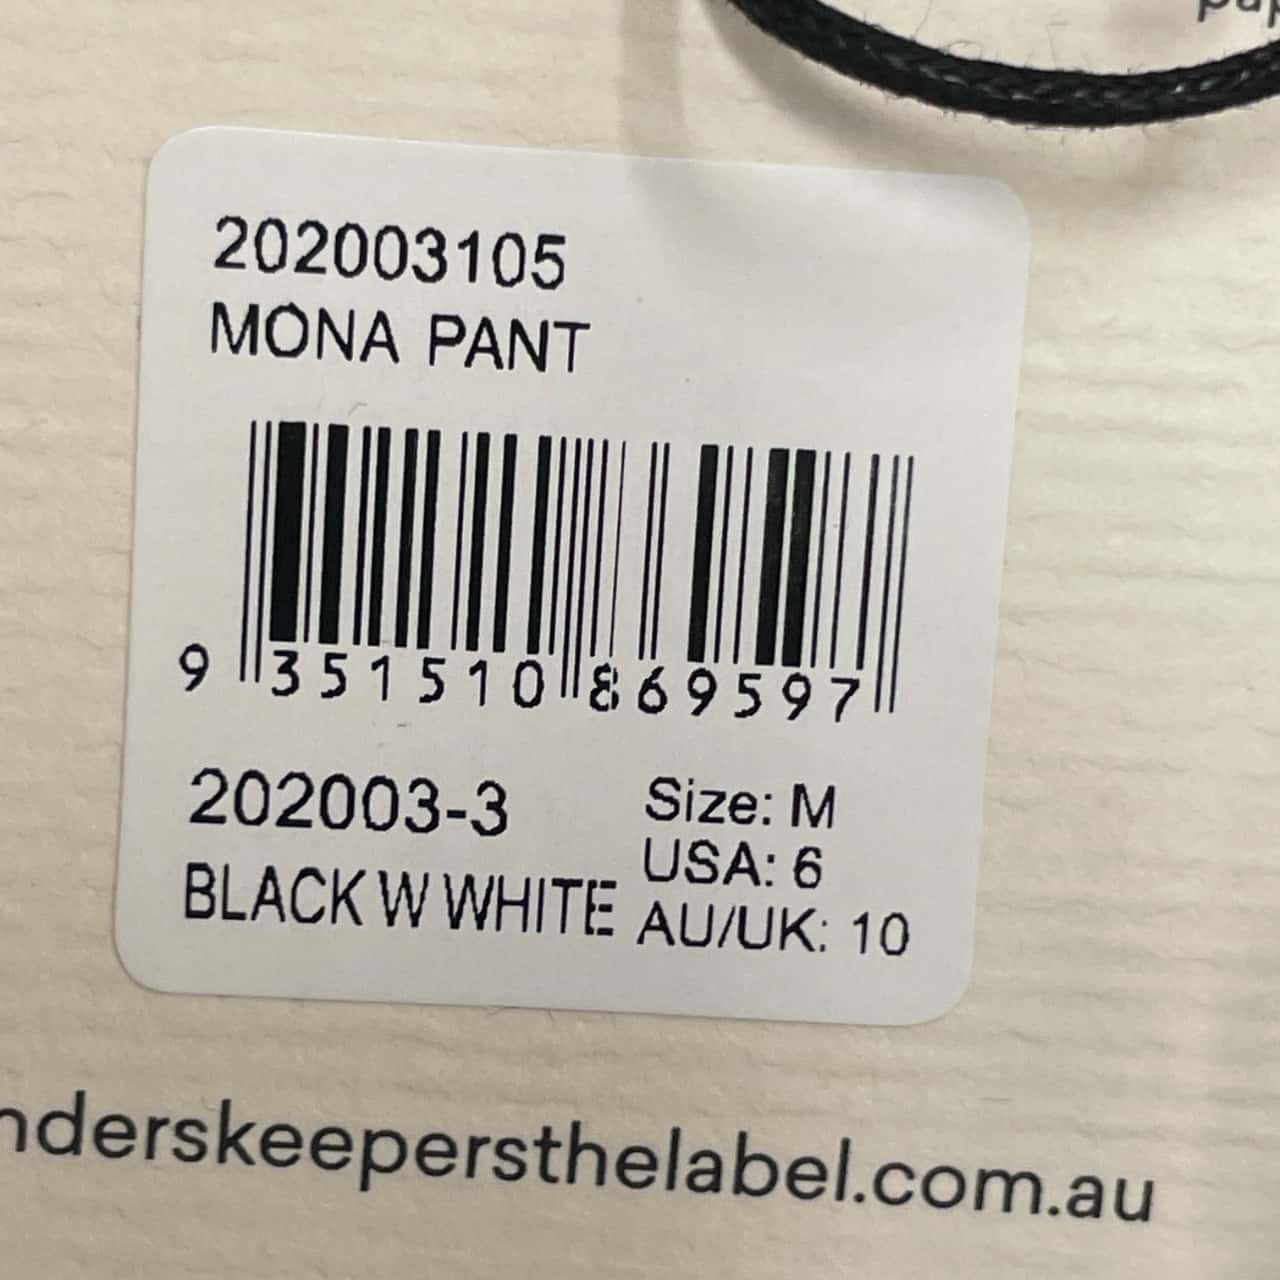 202003105
MONA PANT
9 351510 869597
202003-3
BLACK W WHITE
Size: M
USA: 6
AU/UK: 10
nderskeepersthelabel.com.au